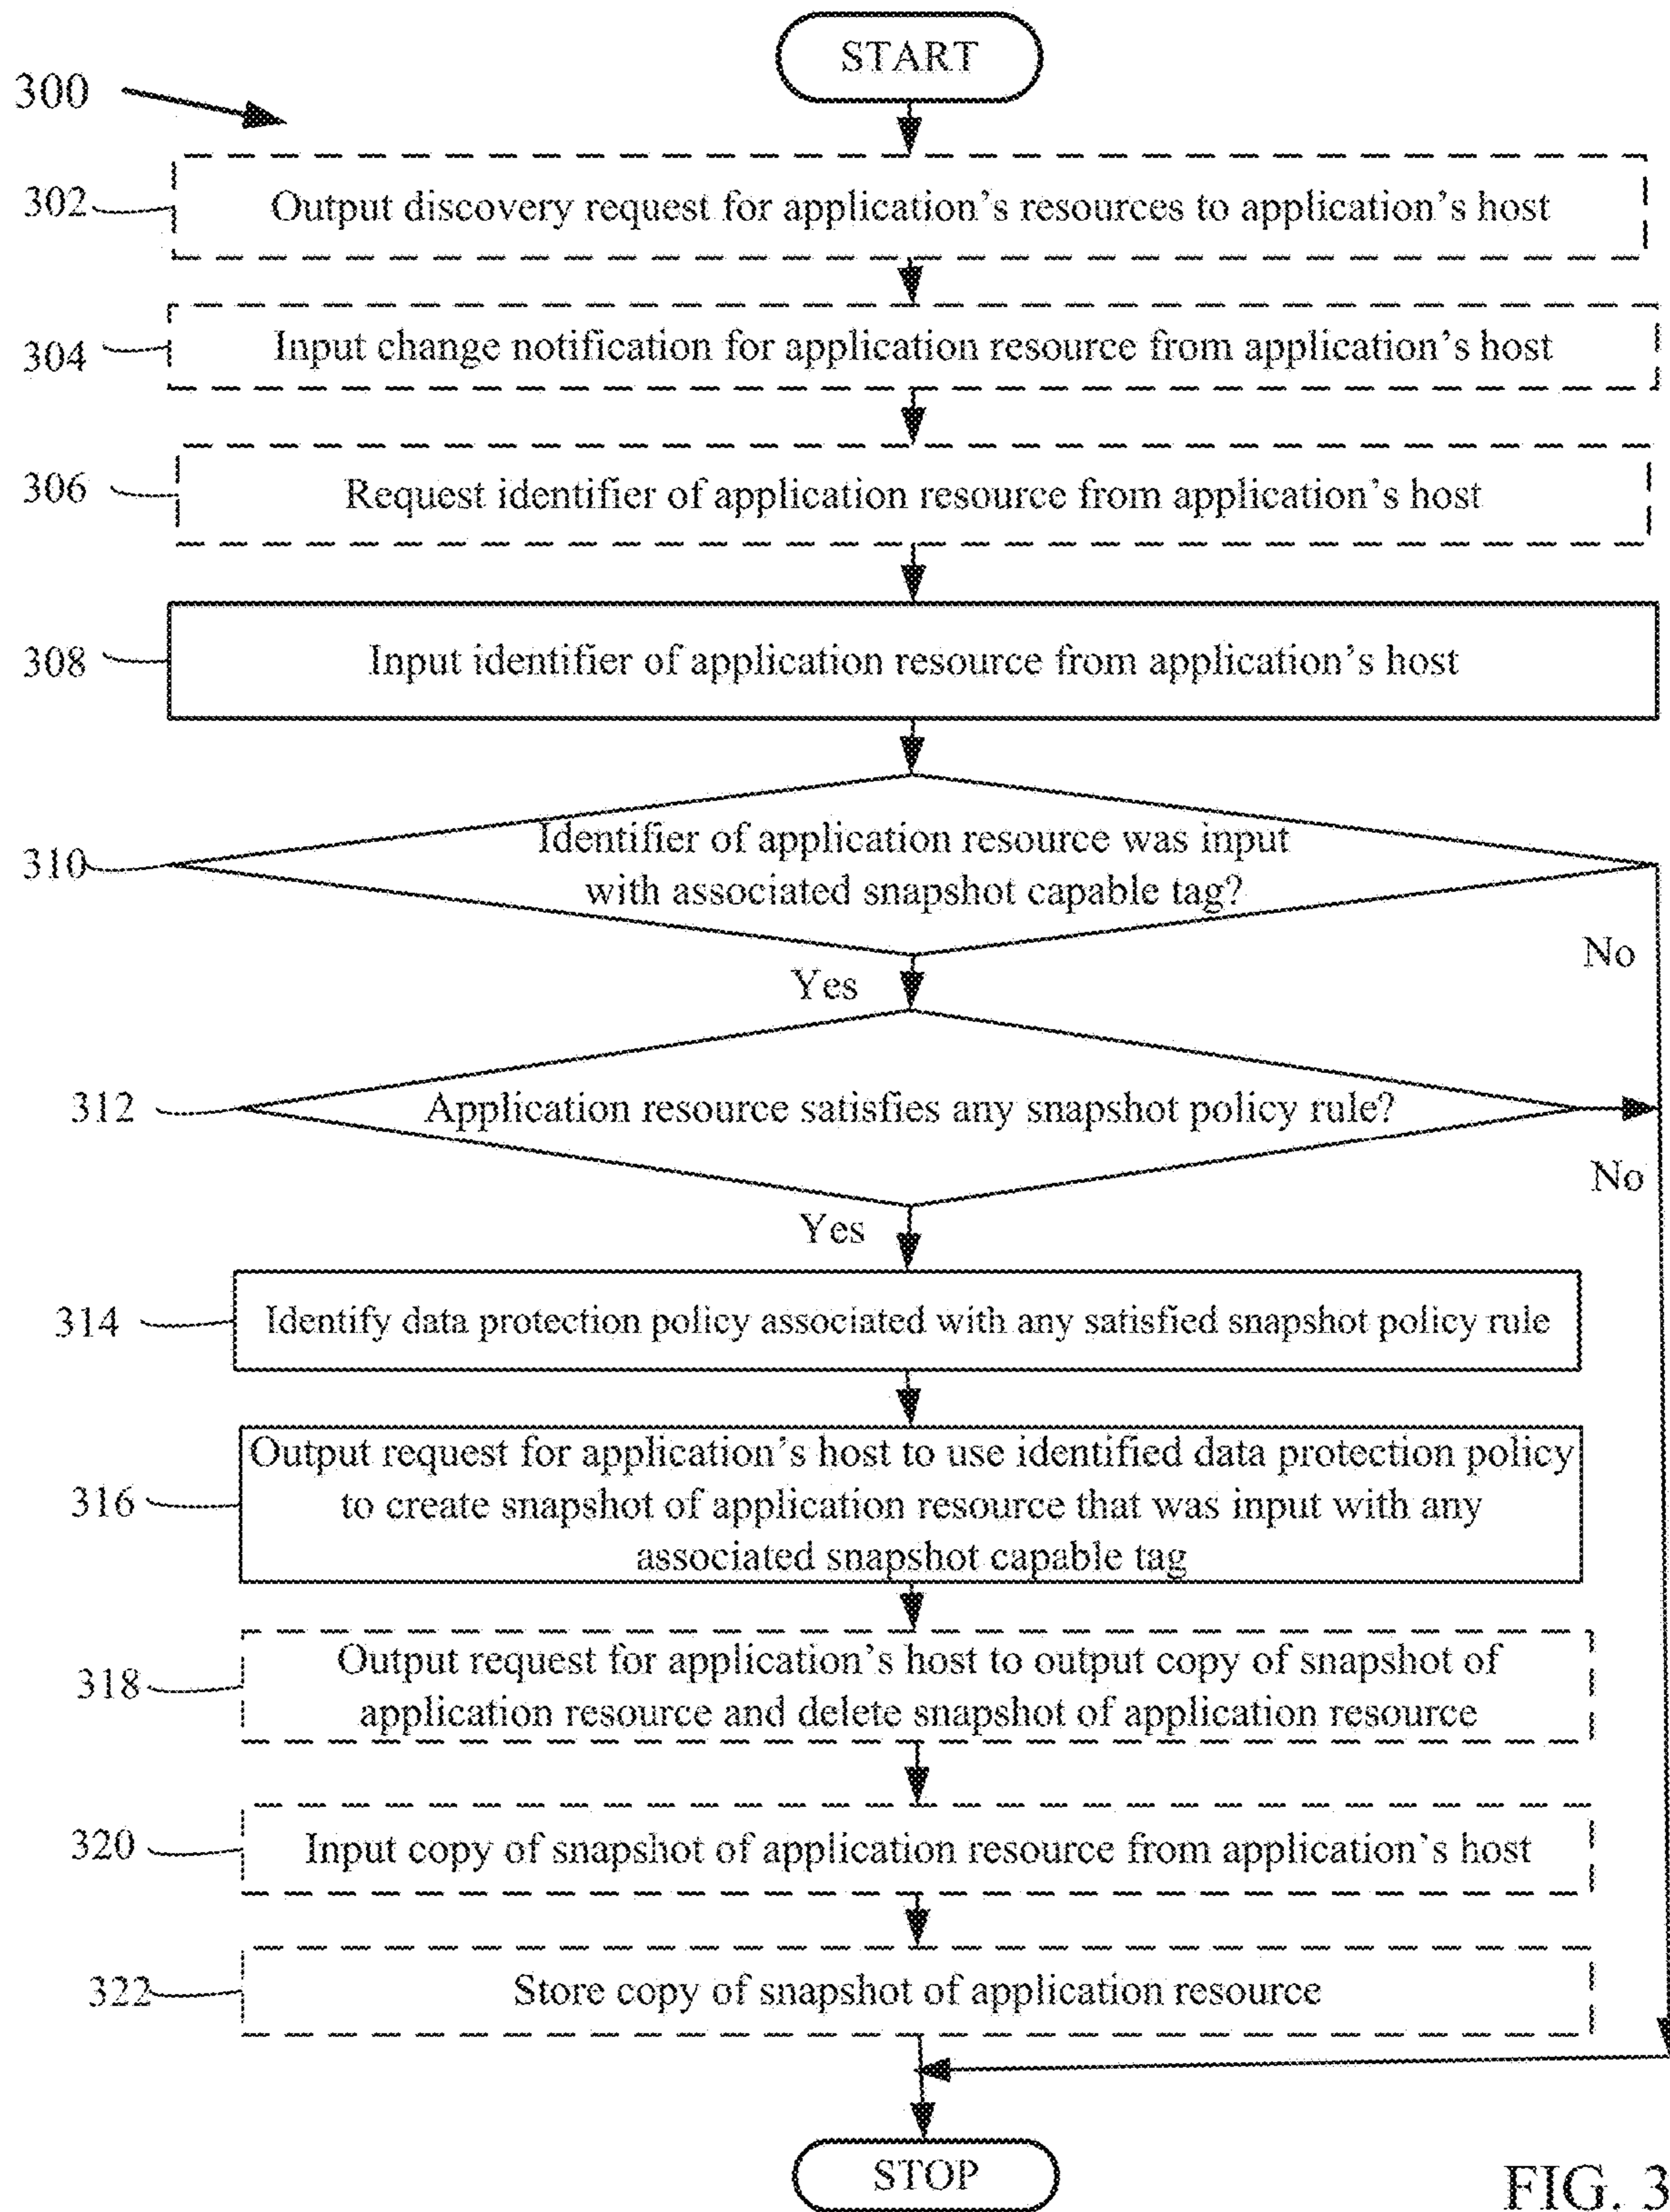 START
300
302
Output discovery request for application's resources to application's host
304
Input change notification for application resource from application's host
306
Request identifier of application resource from application's host
308
Input identifier of application resource from application's host
310
Identifier of application resource was input
with associated snapshot capable tag?
No
Yes
312
Application resource satisfies any snapshot policy rule?
No
Yes
314
Identify data protection policy associated with any satisfied snapshot policy rule
316
Output request for application's host to use identified data protection policy
to create snapshot of application resource that was input with any
associated snapshot capable tag
318
Output request for application's host to output copy of snapshot of
application resource and delete snapshot of application resource
320
Input copy of snapshot of application resource from application's host
322
Store copy of snapshot of application resource
STOP
FIG. 3